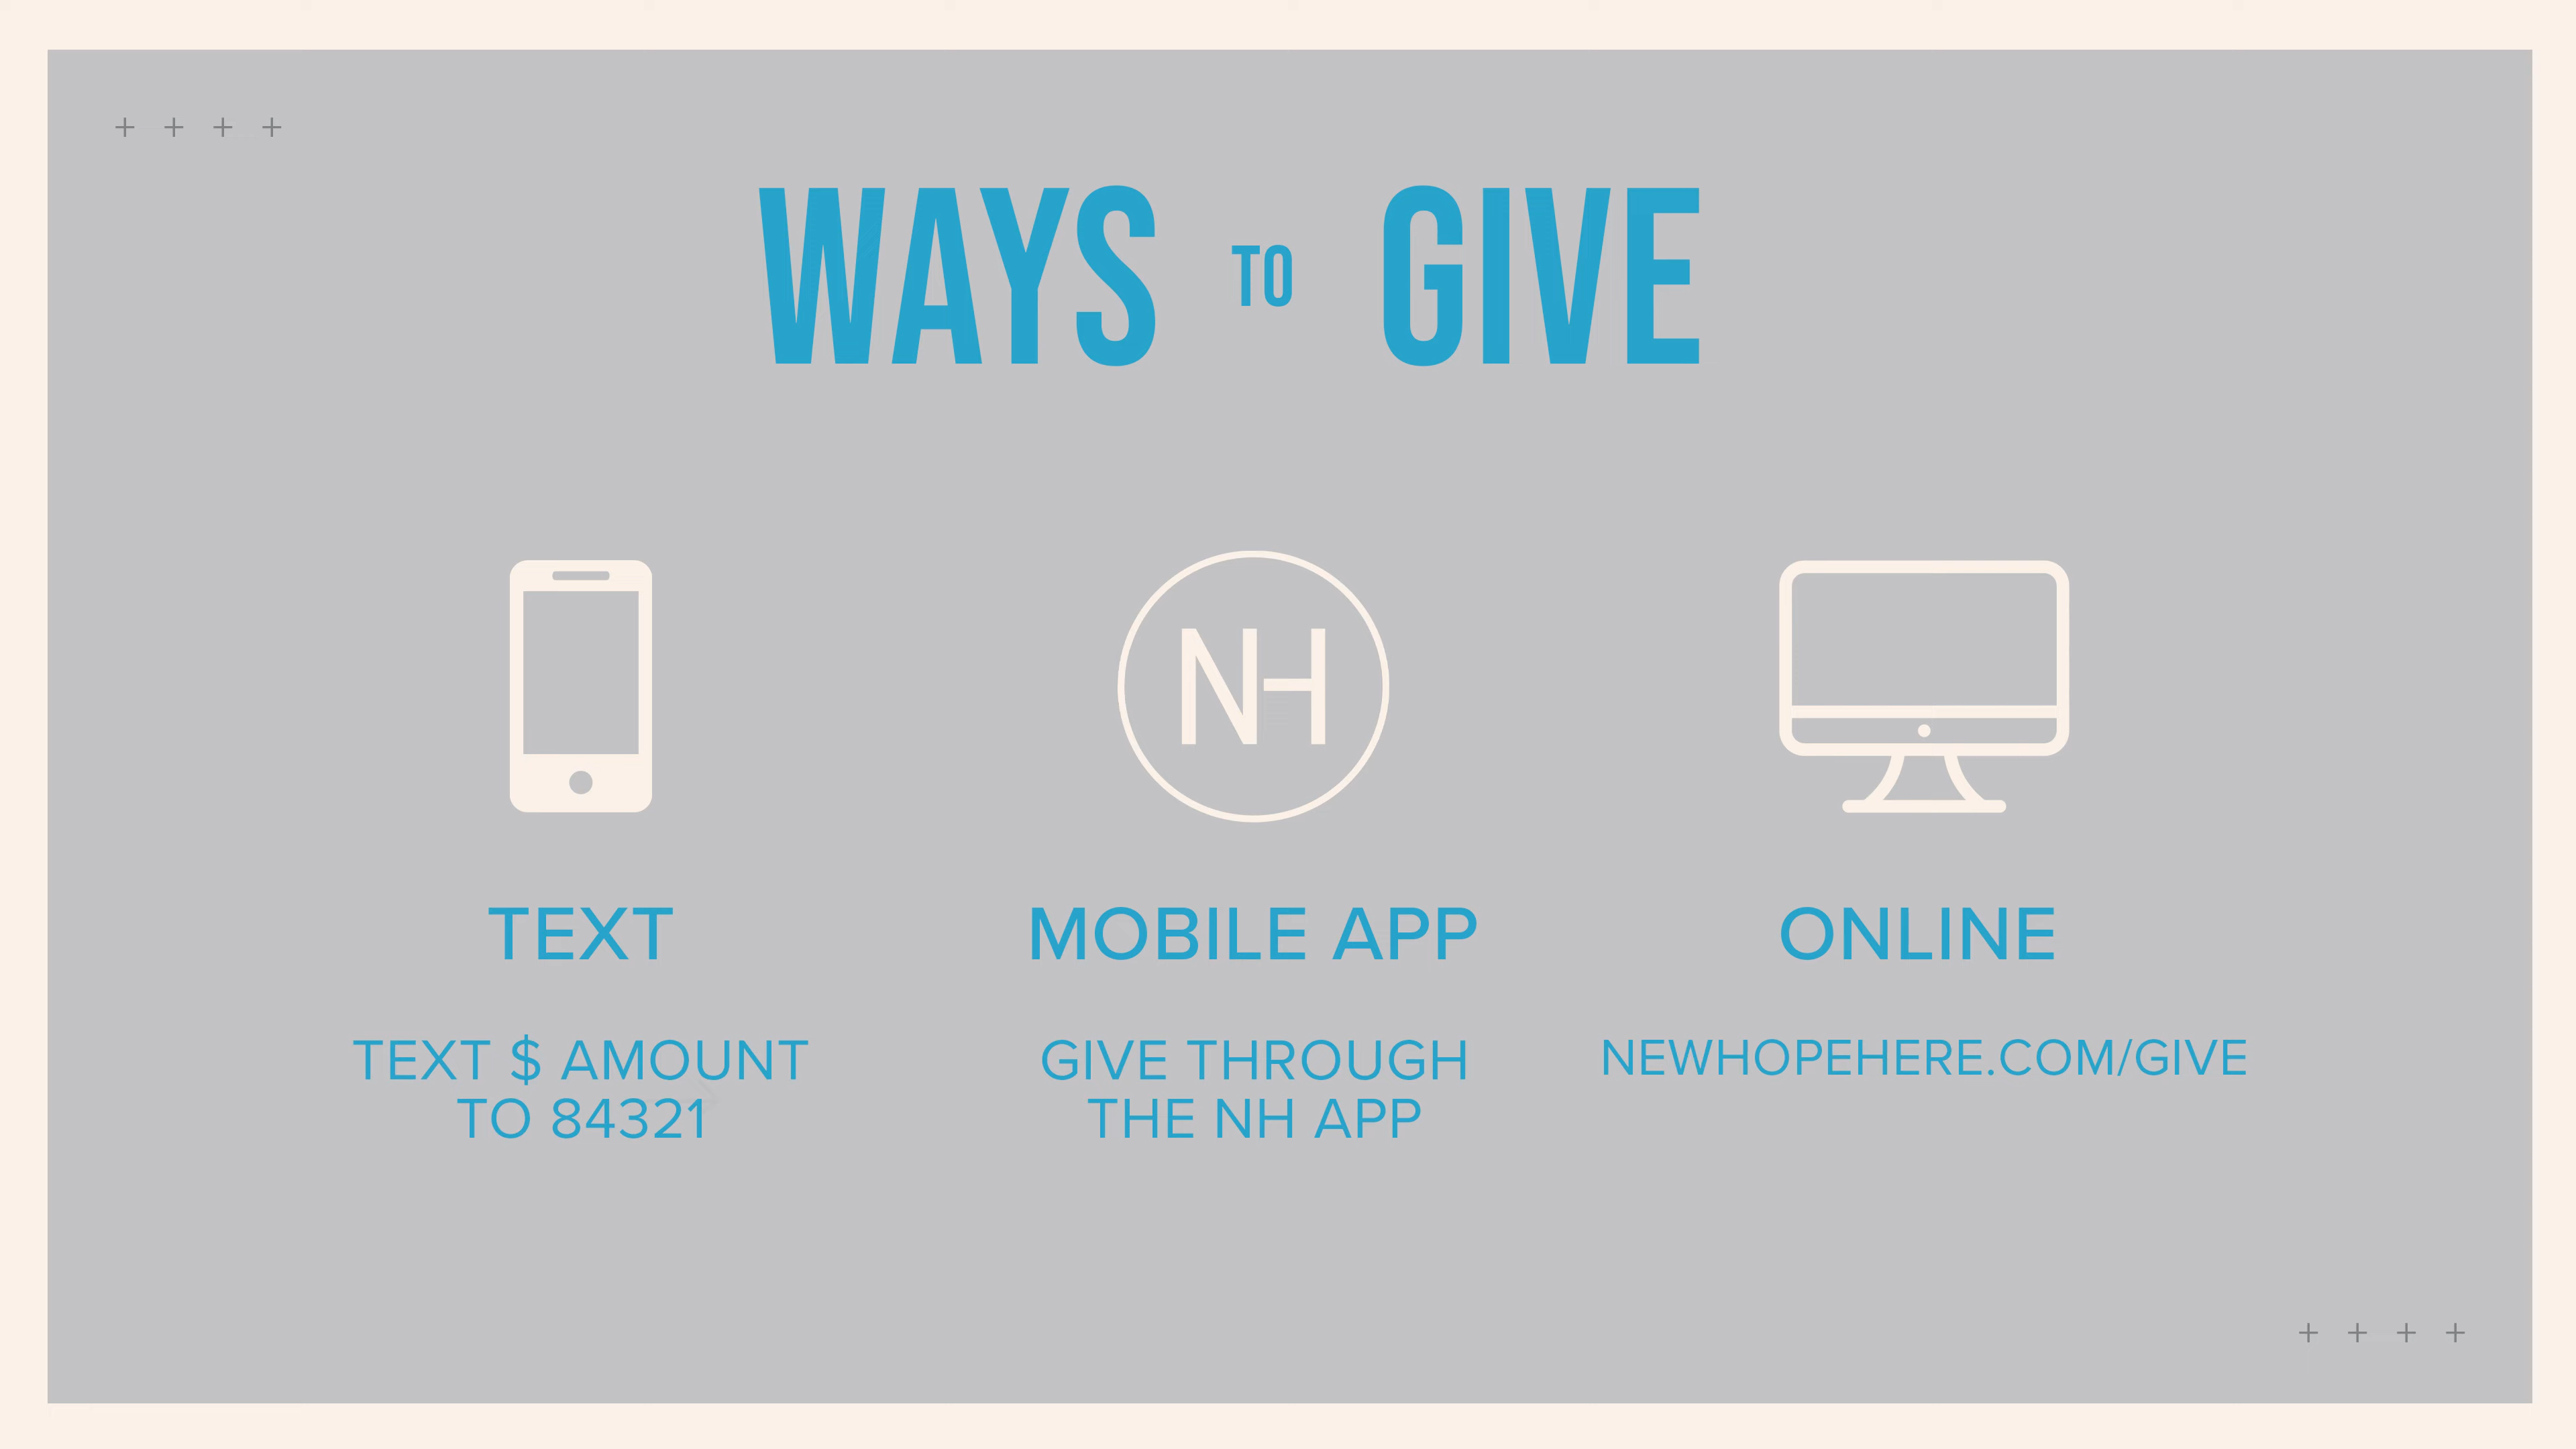 WAYS TO GIVE
NH
TEXT
TEXT $ AMOUNT
TO 84321
MOBILE APP
GIVE THROUGH
THE NH APP
ONLINE
NEWHOPEHERE.COM/GIVE